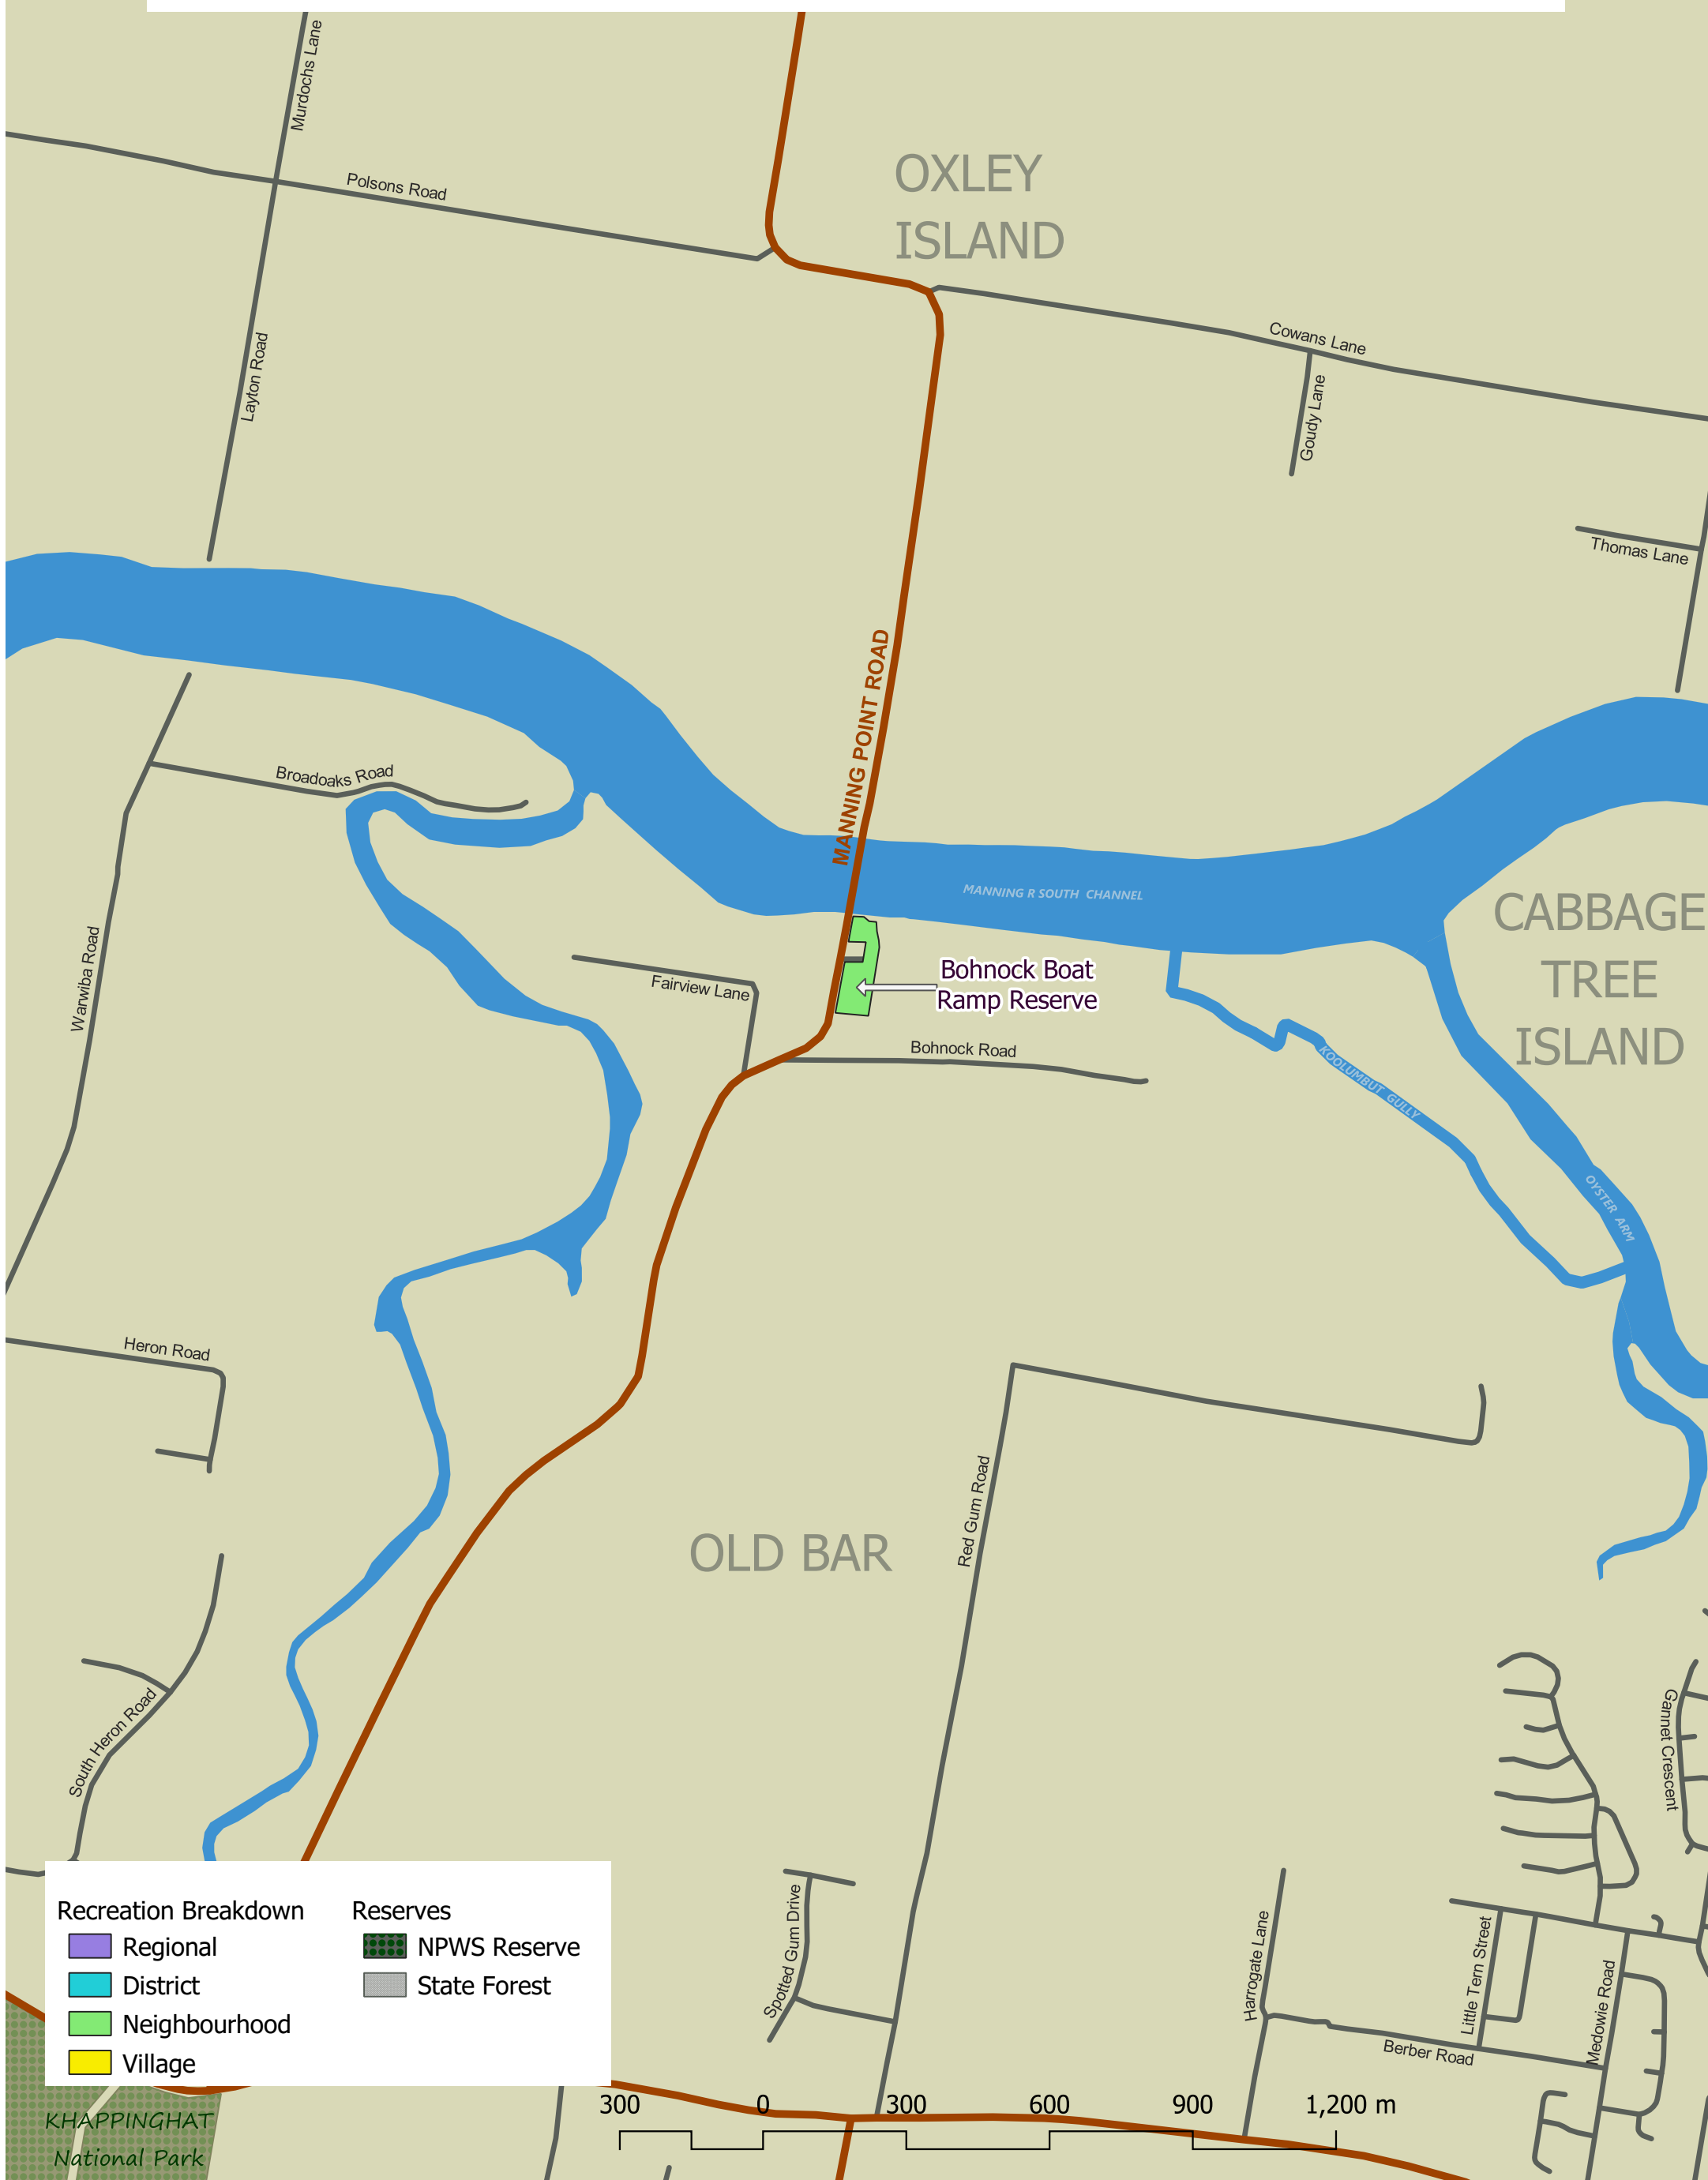 Murdochs Lane
Polsons Road
OXLEY
ISLAND
Layton Road
Cowans Lane
Goudy Lane
Thomas Lane
MANNING POINT ROAD
Broadoaks Road
MANNING R SOUTH CHANNEL
CABBAGE
TREE
ISLAND
Warwiba Road
Fairview Lane
Bohnock Boat
Ramp Reserve
Bohnock Road
KOOLUMBUT GULLY
OYSTER ARM
Heron Road
Red Gum Road
OLD BAR
South Heron Road
Gannet Crescent
Spotted Gum Drive
Harrogate Lane
Little Tern Street
Medowie Road
Berber Road
Recreation Breakdown
Regional
District
Neighbourhood
Village
Reserves
NPWS Reserve
State Forest
300 0 300 600 900 1,200 m
KHAPPINGHAT
National Park